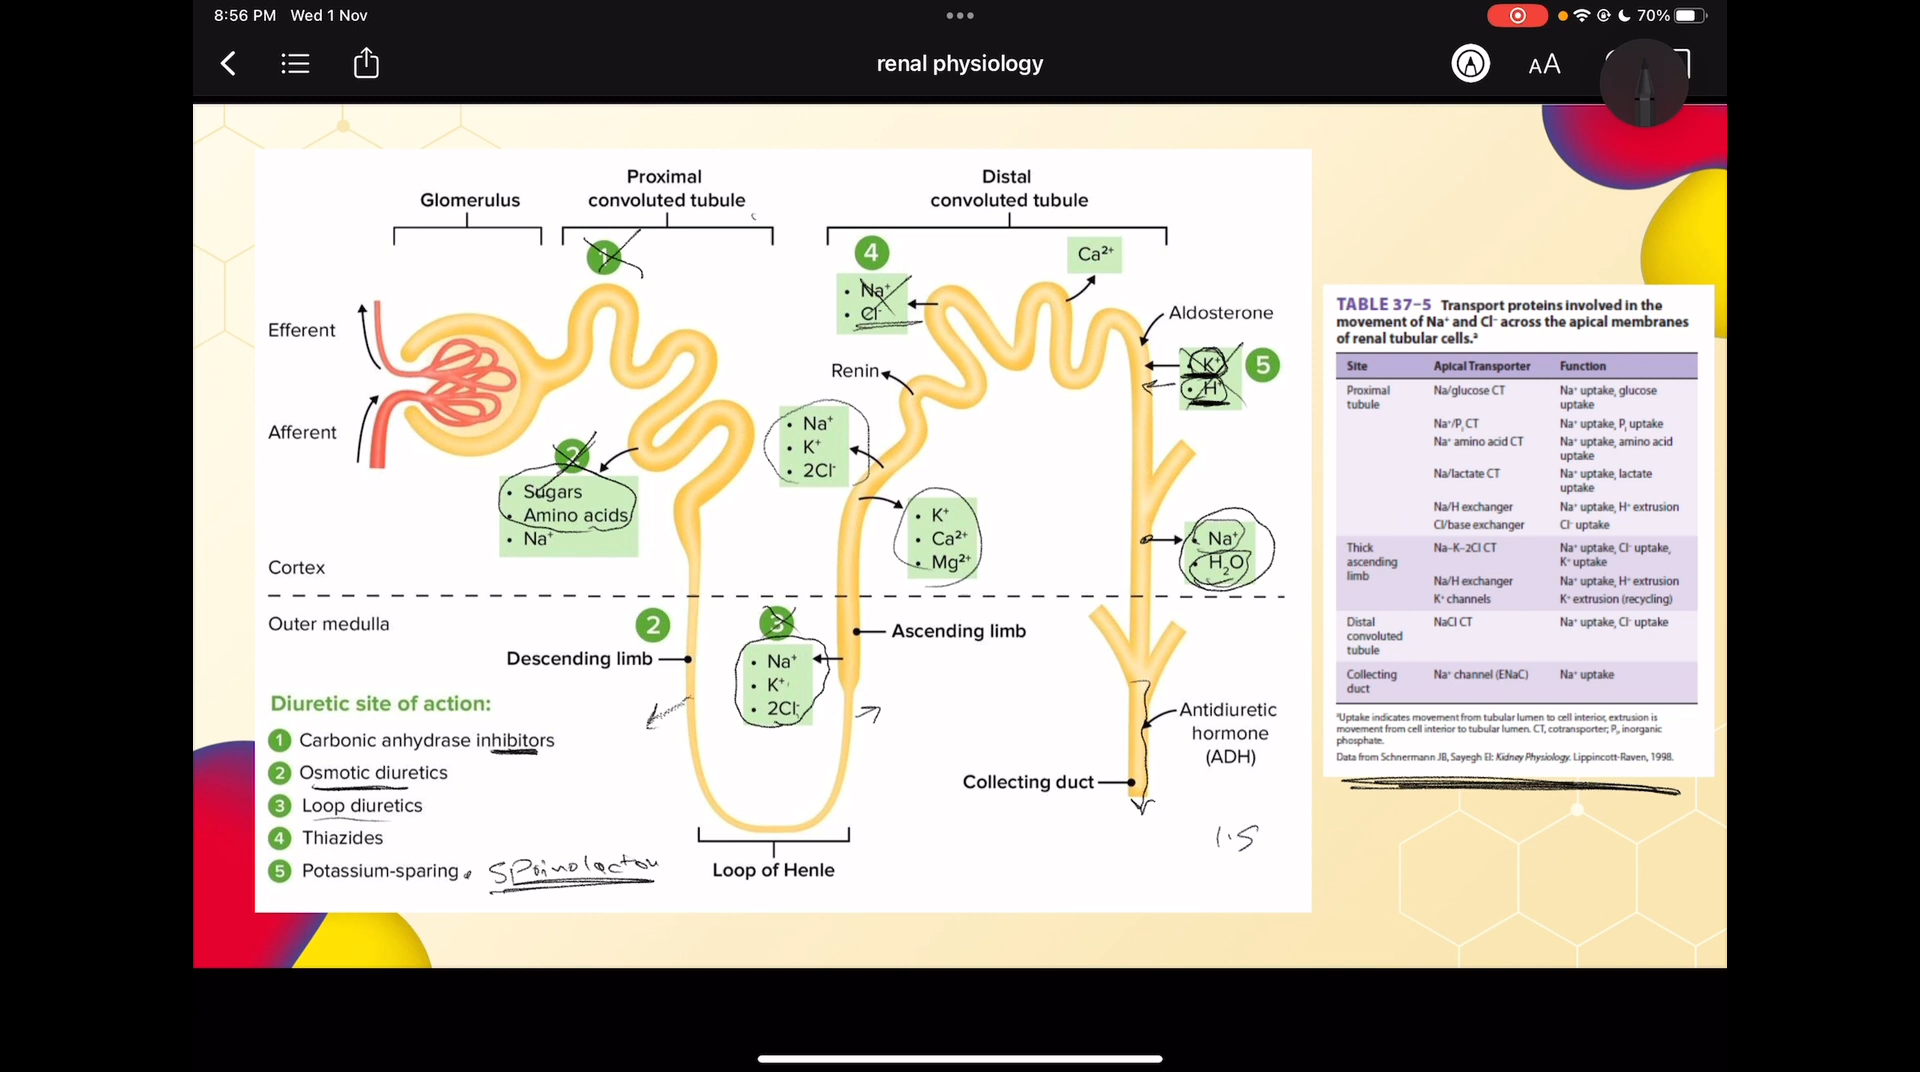 8:56 PM Wed 1 Nov
70%
renal physiology
AA
Glomerulus
Proximal
convoluted tubule
Distal
convoluted tubule
1
4
Ca²⁺
• Na⁺
• Cl⁻
Efferent
Aldosterone
Renin
• K⁺
• H⁺
5
Afferent
• Na⁺
• K⁺
• 2Cl⁻
2
• Sugars
• Amino acids
• Na⁺
• K⁺
• Ca²⁺
• Mg²⁺
• Na⁺
• H₂O
Cortex
Outer medulla
2
3
Descending limb
Ascending limb
• Na⁺
• K⁺
• 2Cl⁻
Antidiuretic
hormone
(ADH)
Collecting duct
1.5
Loop of Henle
Diuretic site of action:
1 Carbonic anhydrase inhibitors
2 Osmotic diuretics
3 Loop diuretics
4 Thiazides
5 Potassium-sparing
TABLE 37–5 Transport proteins involved in the
movement of Na⁺ and Cl⁻ across the apical membranes
of renal tubular cells.ᵃ
Site Apical Transporter Function
Proximal Na/glucose CT Na⁺ uptake, glucose
tubule uptake
Na⁺/Pᵢ CT Na⁺ uptake, Pᵢ uptake
Na⁺ amino acid CT Na⁺ uptake, amino acid
uptake
Na/lactate CT Na⁺ uptake, lactate
uptake
Na/H exchanger Na⁺ uptake, H⁺ extrusion
Cl/base exchanger Cl⁻ uptake
Thick Na–K–2Cl CT Na⁺ uptake, Cl⁻ uptake,
ascending K⁺ uptake
limb Na/H exchanger Na⁺ uptake, H⁺ extrusion
K⁺ channels K⁺ extrusion (recycling)
Distal NaCl CT Na⁺ uptake, Cl⁻ uptake
convoluted
tubule
Collecting Na⁺ channel (ENaC) Na⁺ uptake
duct
ᵃUptake indicates movement from tubular lumen to cell interior, extrusion is
movement from cell interior to tubular lumen. CT, cotransporter; Pᵢ, inorganic
phosphate.
Data from Schnermann JB, Sayegh EI: Kidney Physiology. Lippincott-Raven, 1998.